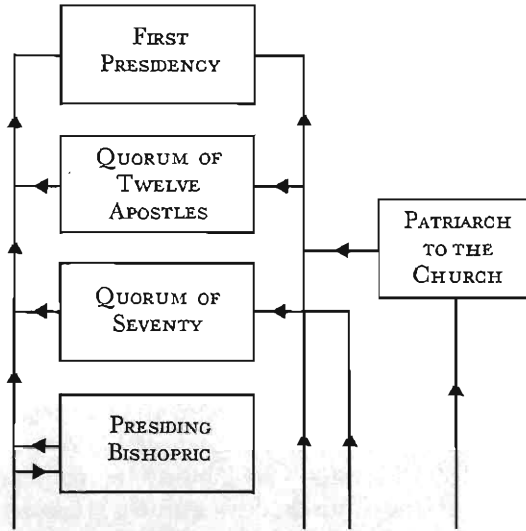 FIRST
PRESIDENCY
QUORUM OF
TWELVE
APOSTLES
PATRIARCH
TO THE
CHURCH
QUORUM OF
SEVENTY
PRESIDING
BISHOPRIC